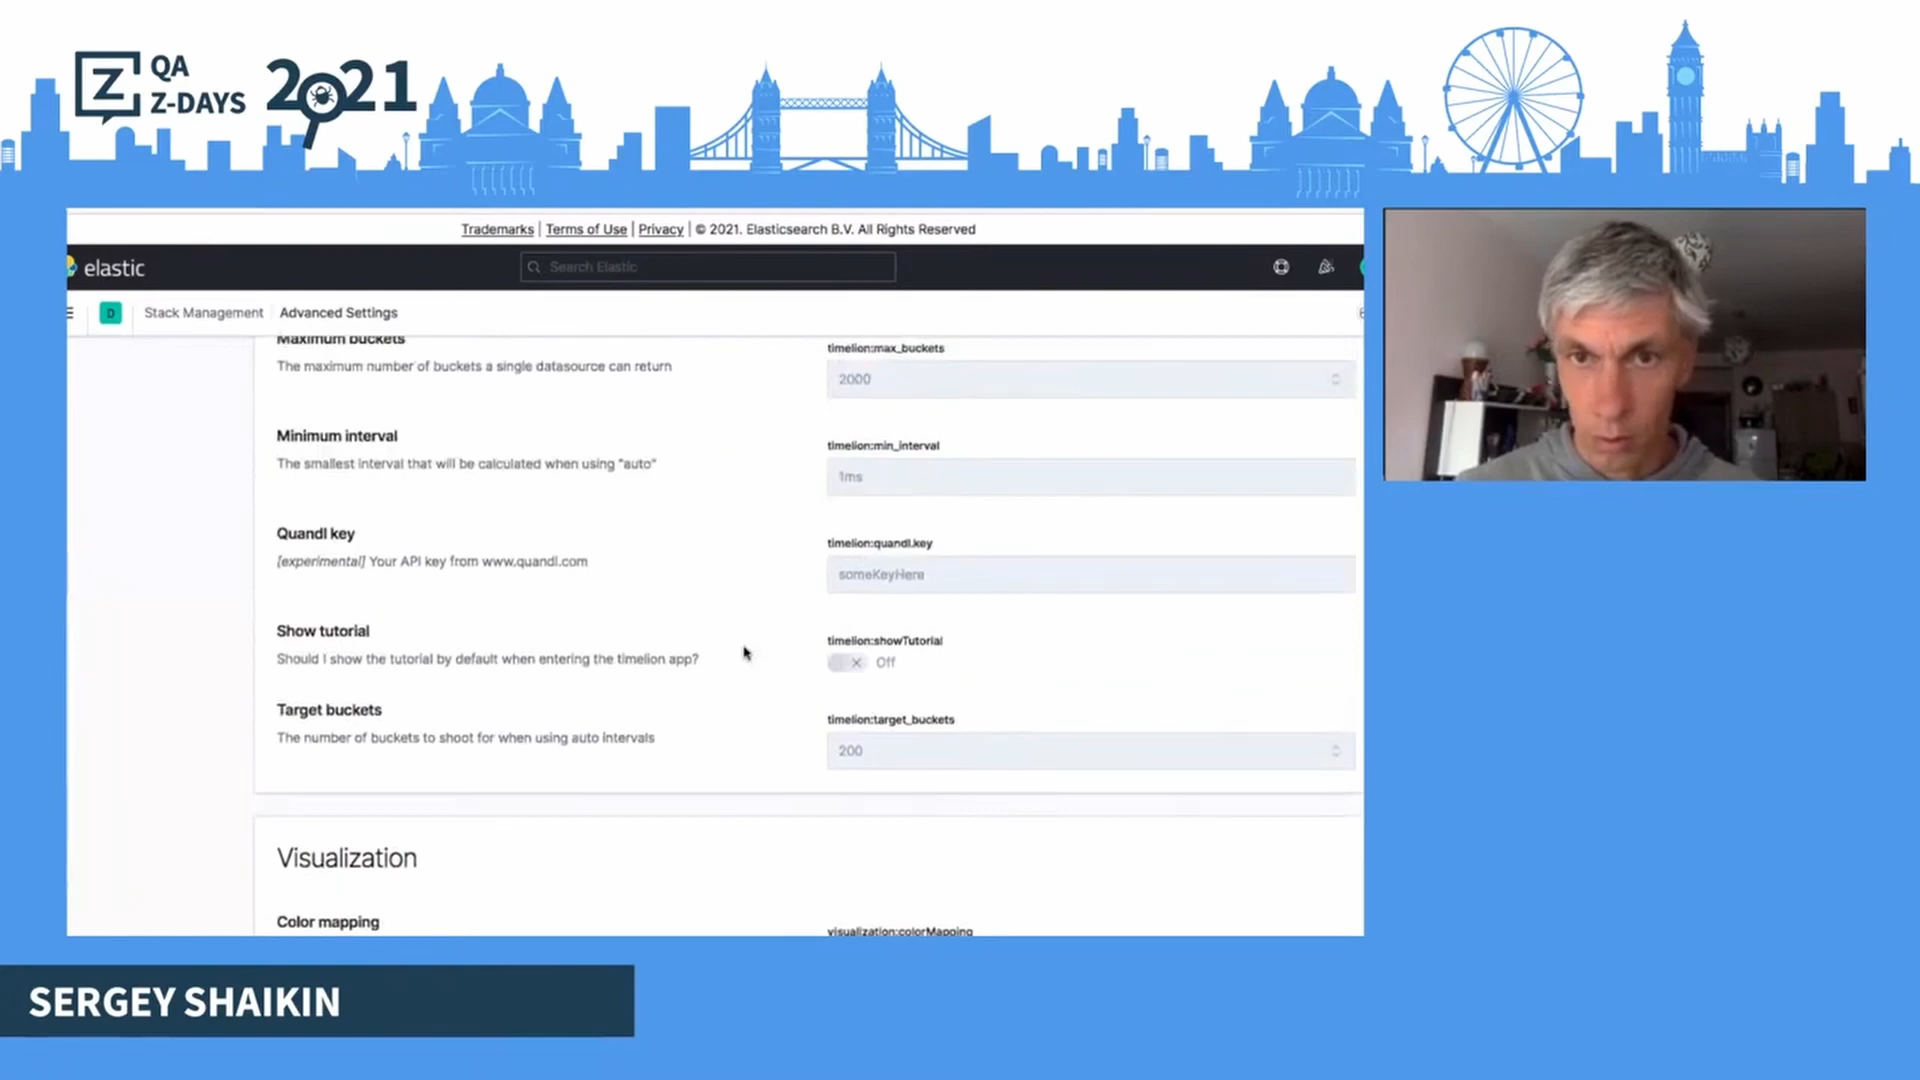 QA
Z-DAYS
2021
Trademarks | Terms of Use | Privacy | © 2021. Elasticsearch B.V. All Rights Reserved
elastic
Search Elastic
D
Stack Management
Advanced Settings
Maximum buckets
timelion:max_buckets
The maximum number of buckets a single datasource can return
2000
Minimum interval
timelion:min_interval
The smallest interval that will be calculated when using "auto"
1ms
Quandl key
timelion:quandl.key
[experimental] Your API key from www.quandl.com
someKeyHere
Show tutorial
timelion:showTutorial
Should I show the tutorial by default when entering the timelion app?
Off
Target buckets
timelion:target_buckets
The number of buckets to shoot for when using auto intervals
200
Visualization
Color mapping
visualization:colorMapping
SERGEY SHAIKIN